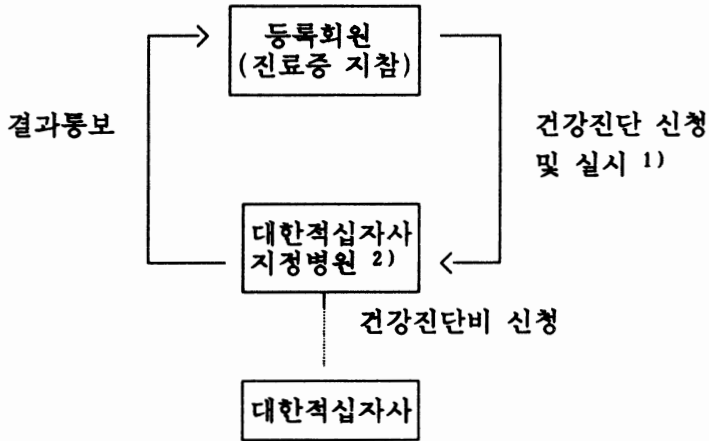 등록회원
(진료증 지참)
결과통보
건강진단 신청
및 실시 1)
대한적십자사
지정병원 2)
건강진단비 신청
대한적십자사